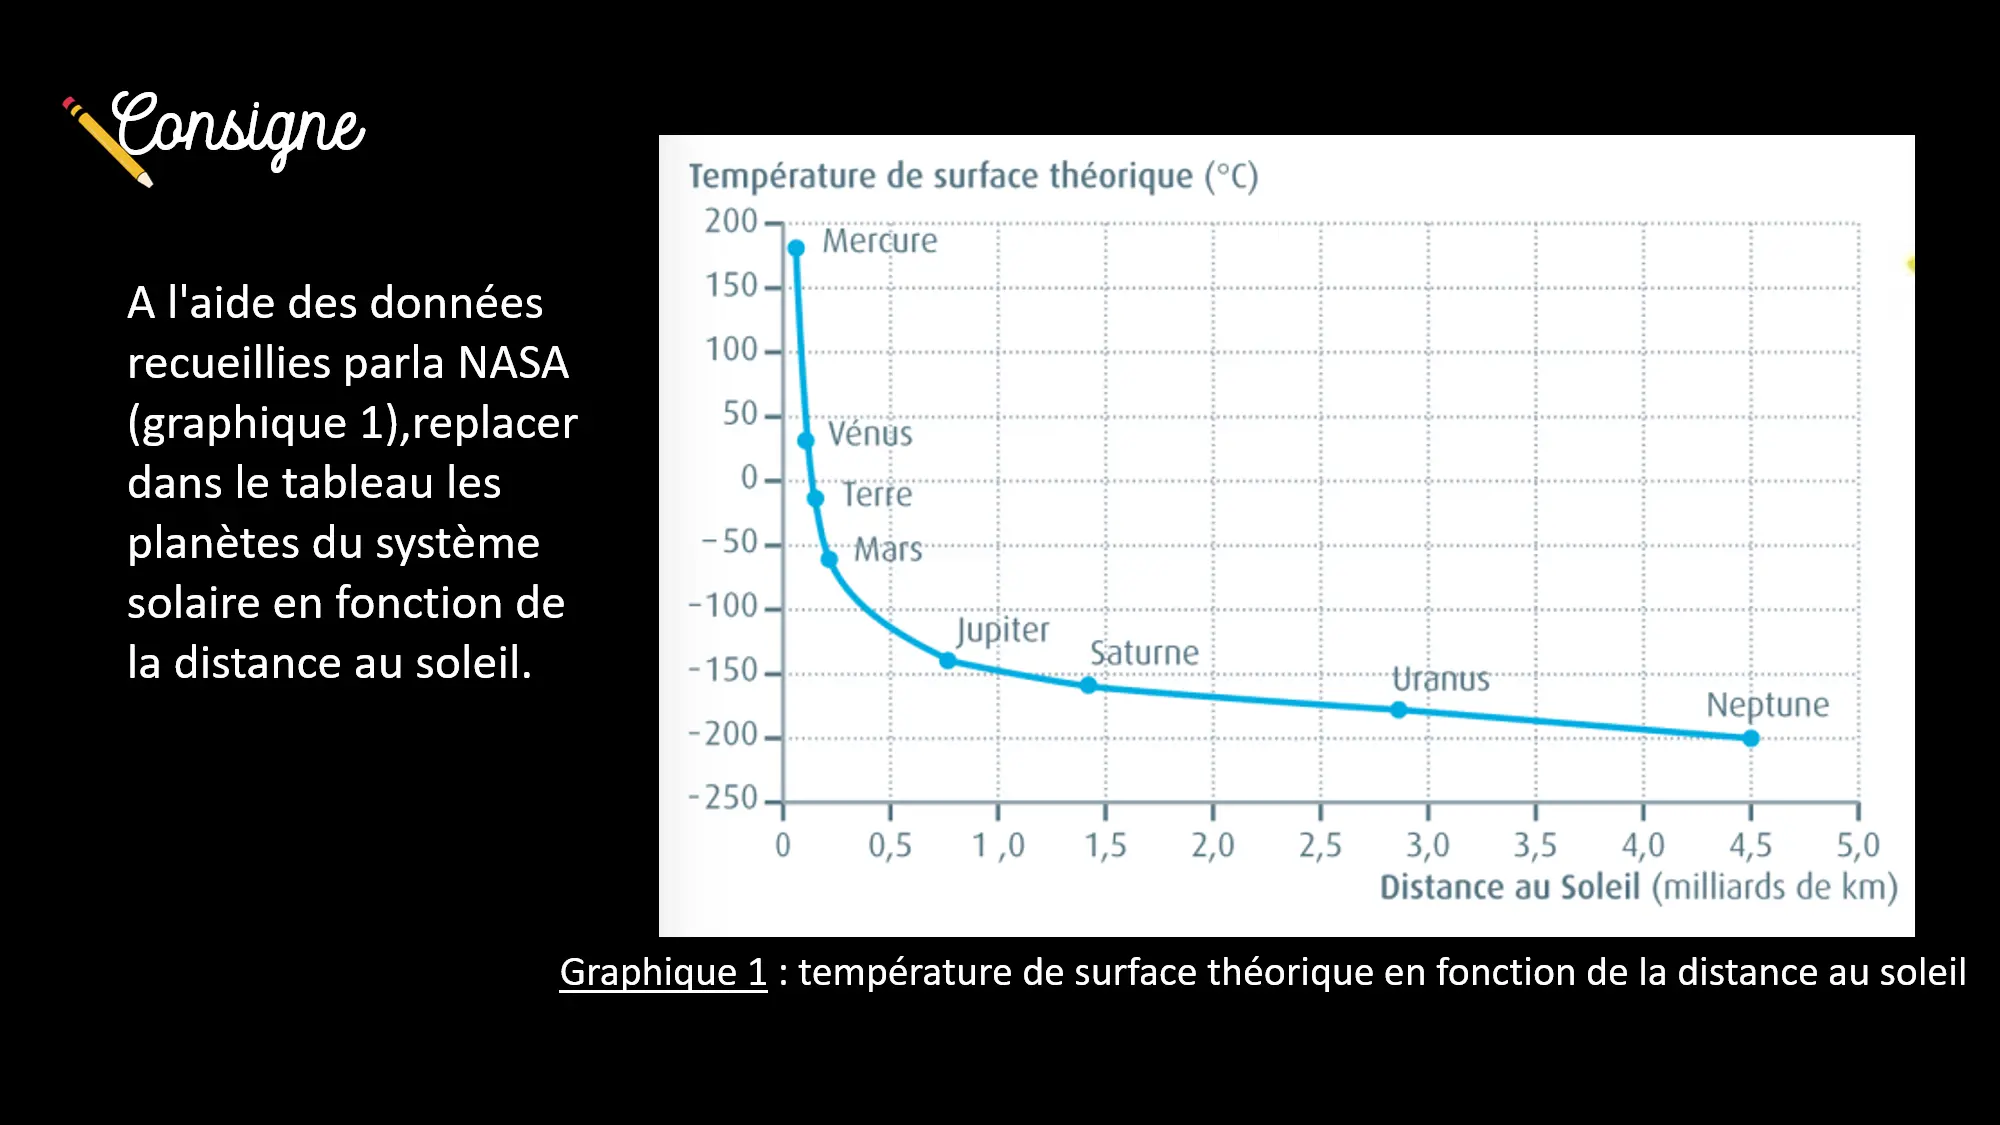 Consigne
A l'aide des données
recueillies parla NASA
(graphique 1),replacer
dans le tableau les
planètes du système
solaire en fonction de
la distance au soleil.
Température de surface théorique (°C)
200
150
100
50
0
-50
-100
-150
-200
-250
Mercure
Vénus
Terre
Mars
Jupiter
Saturne
Uranus
Neptune
0 0,5 1 ,0 1,5 2,0 2,5 3,0 3,5 4,0 4,5 5,0
Distance au Soleil (milliards de km)
Graphique 1 : température de surface théorique en fonction de la distance au soleil